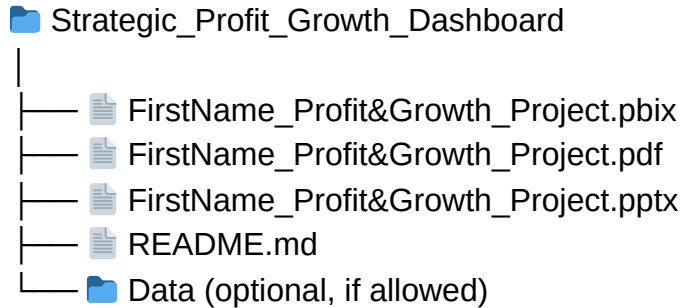 Strategic_Profit_Growth_Dashboard
FirstName_Profit&Growth_Project.pbix
FirstName_Profit&Growth_Project.pdf
FirstName_Profit&Growth_Project.pptx
README.md
Data (optional, if allowed)